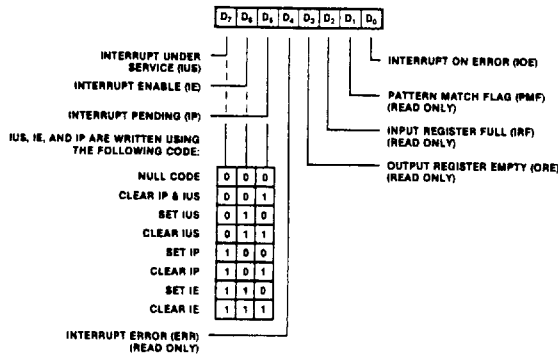 D7 D6 D5 D4 D3 D2 D1 D0
INTERRUPT UNDER
SERVICE (IUS)
INTERRUPT ENABLE (IE)
INTERRUPT PENDING (IP)
IUS, IE, AND IP ARE WRITTEN USING
THE FOLLOWING CODE:
NULL CODE 0 0 0
CLEAR IP & IUS 0 0 1
SET IUS 0 1 0
CLEAR IUS 0 1 1
SET IP 1 0 0
CLEAR IP 1 0 1
SET IE 1 1 0
CLEAR IE 1 1 1
INTERRUPT ERROR (ERR)
(READ ONLY)
INTERRUPT ON ERROR (IOE)
PATTERN MATCH FLAG (PMF)
(READ ONLY)
INPUT REGISTER FULL (IRF)
(READ ONLY)
OUTPUT REGISTER EMPTY (ORE)
(READ ONLY)